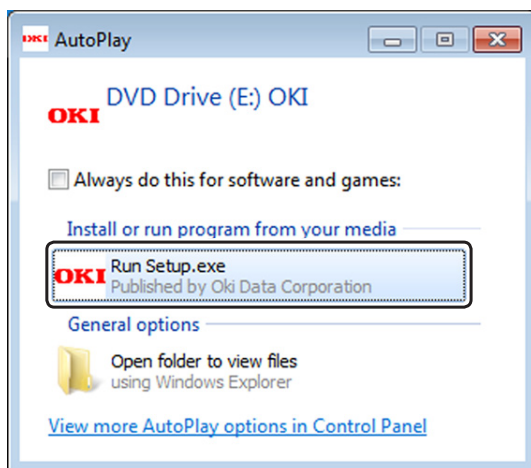 OKI AutoPlay
OKI DVD Drive (E:) OKI
Always do this for software and games:
Install or run program from your media
OKI Run Setup.exe
Published by Oki Data Corporation
General options
Open folder to view files
using Windows Explorer
View more AutoPlay options in Control Panel